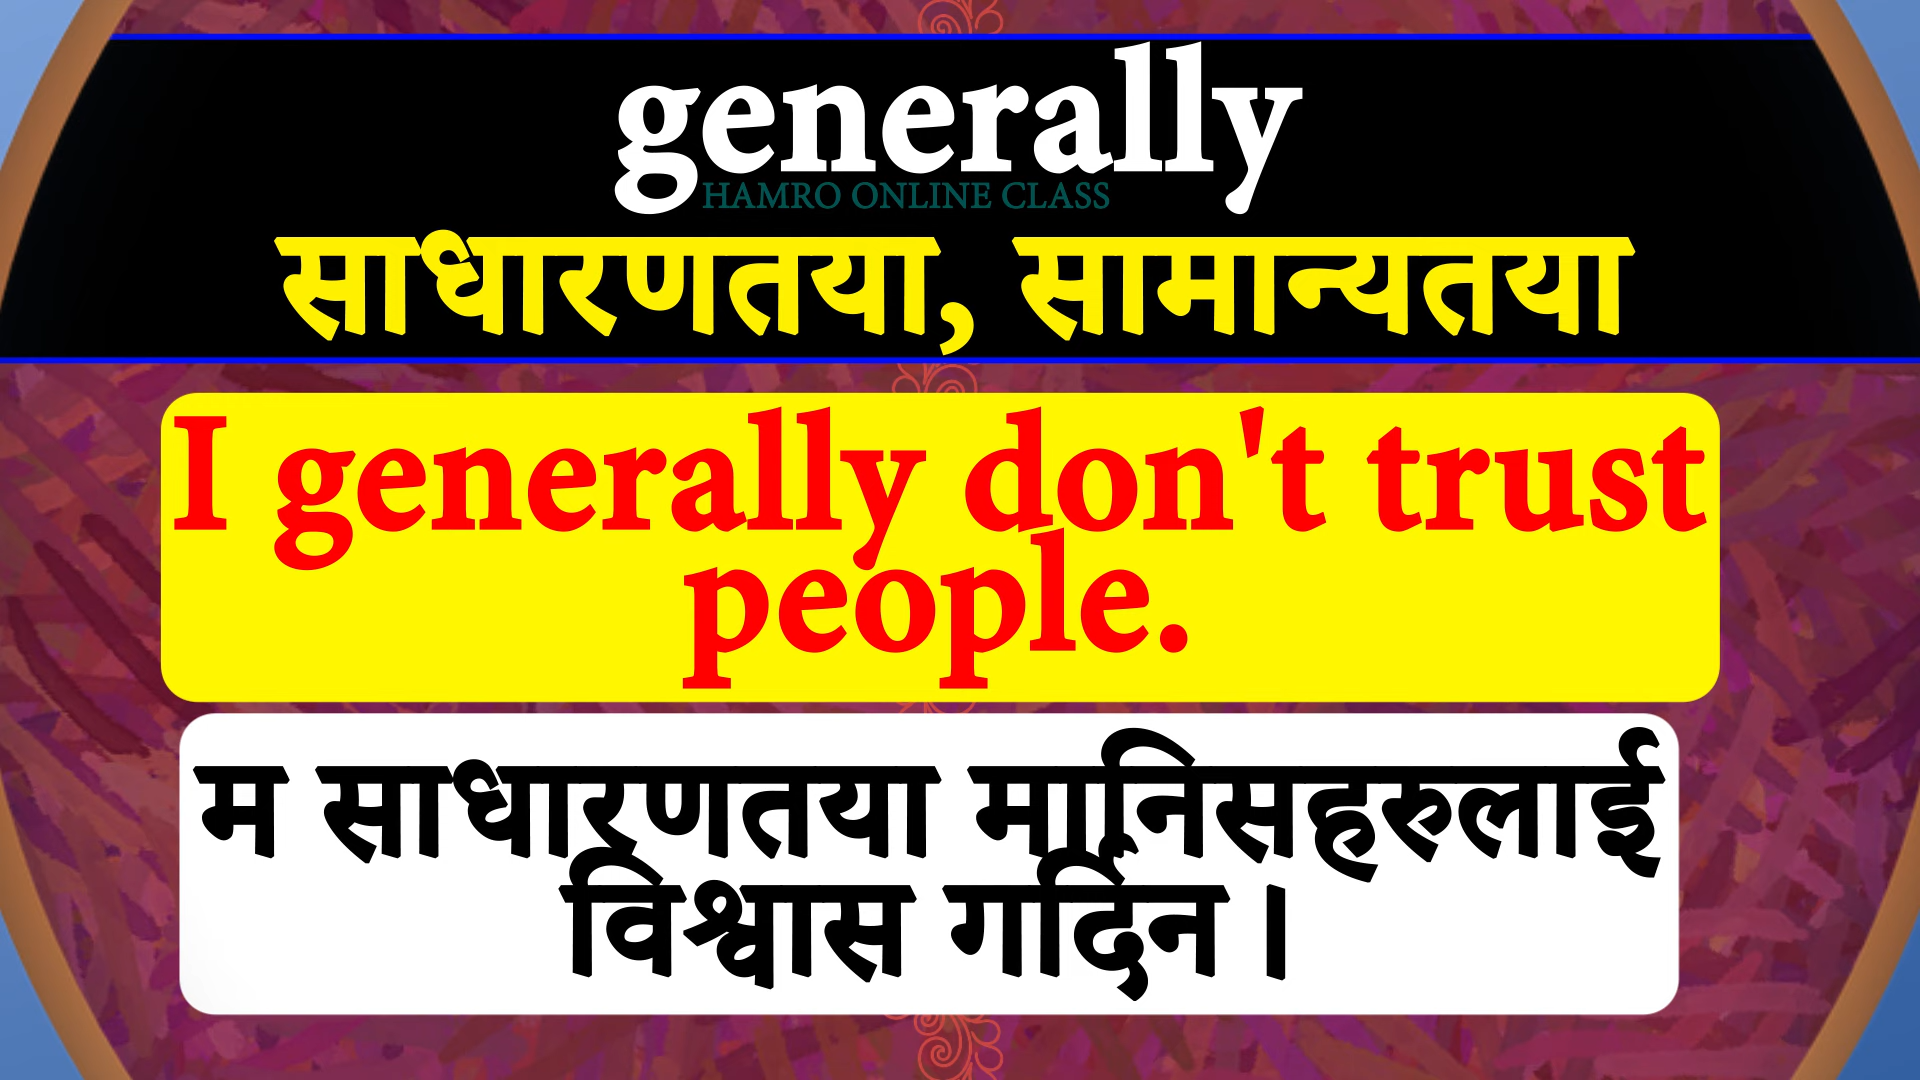 generally
HAMRO ONLINE CLASS
साधारणतया, सामान्यतया
I generally don't trust
people.
म साधारणतया मानिसहरुलाई
विश्वास गर्दिन ।